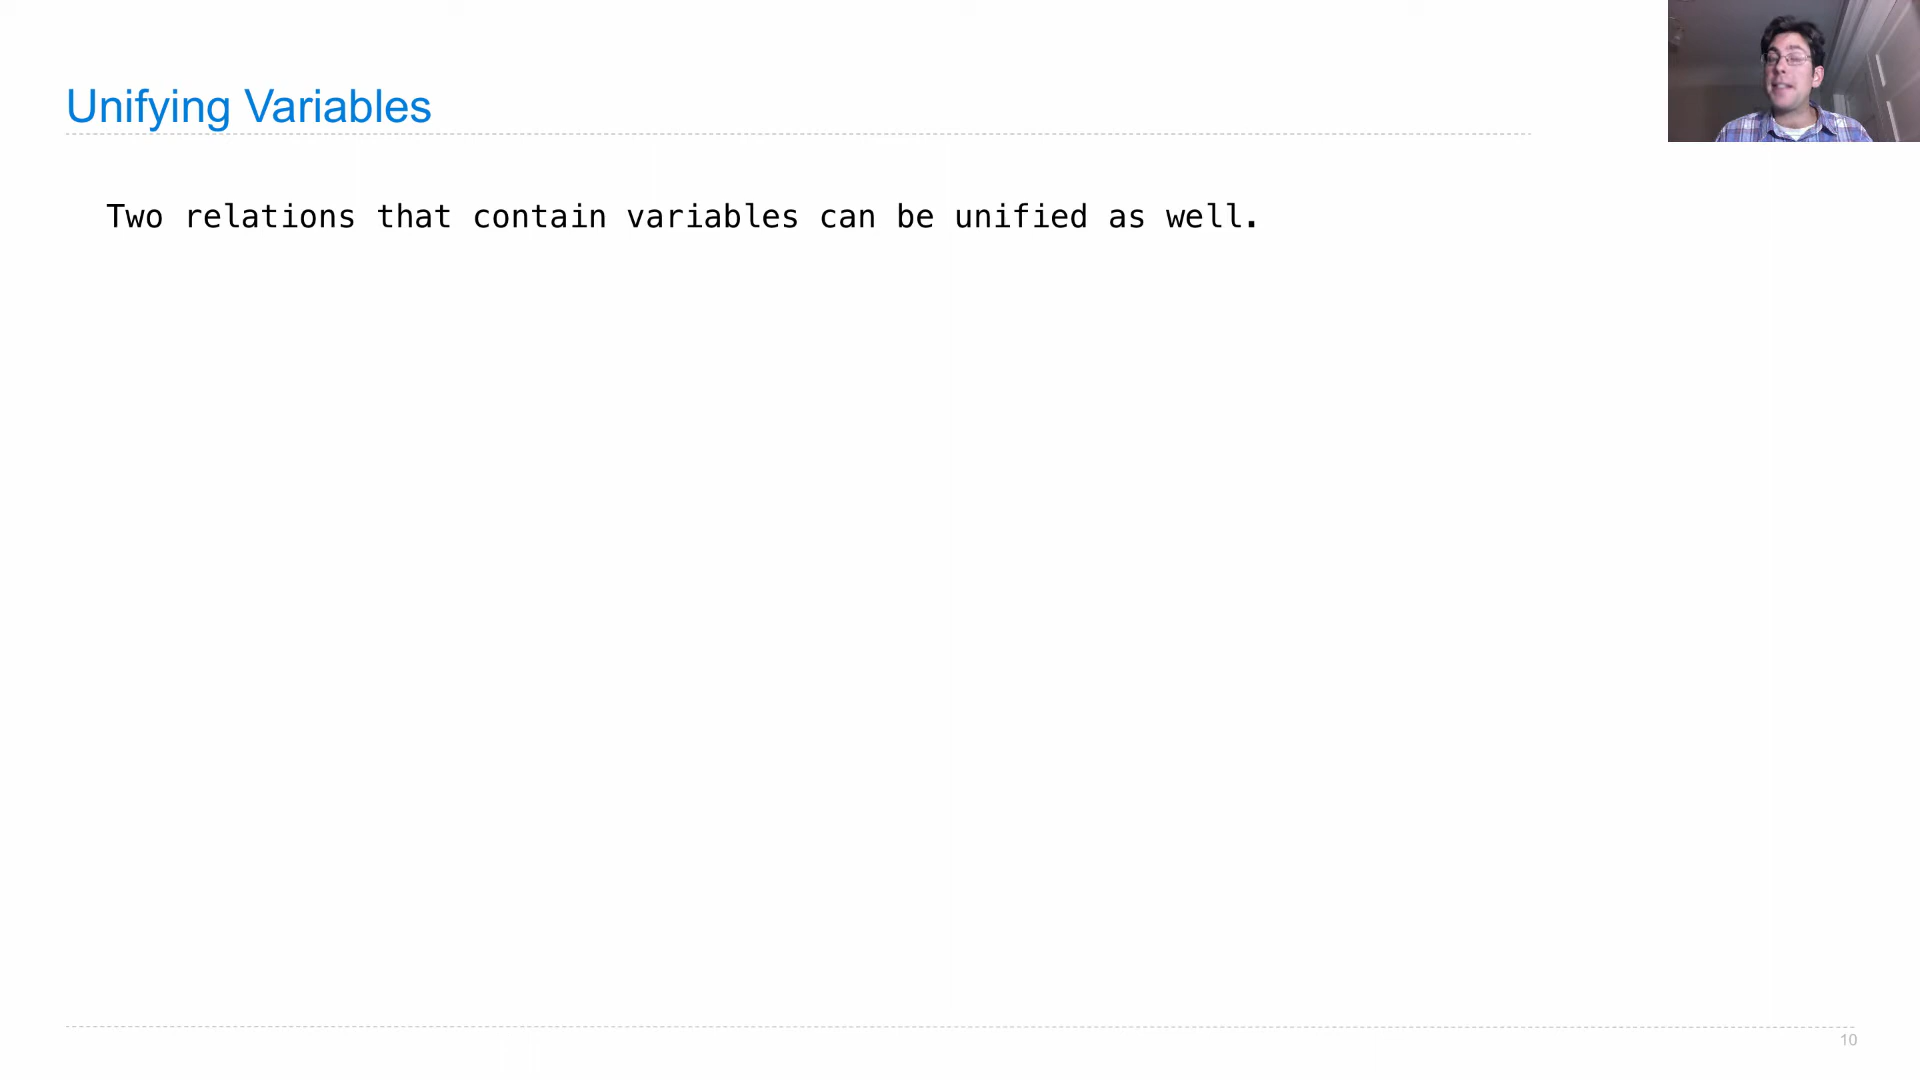 Unifying Variables
Two relations that contain variables can be unified as well.
10